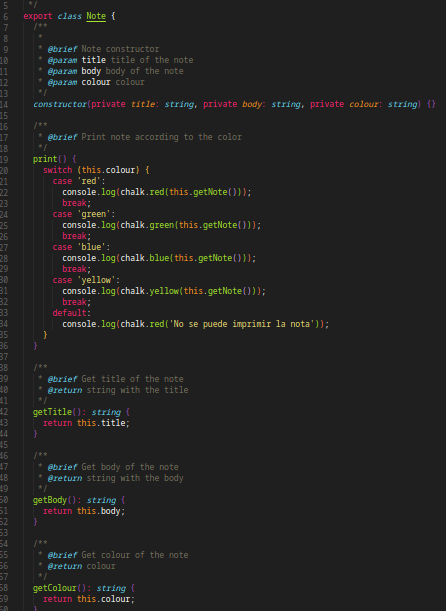 5 */
6 export class Note {
7 /**
8 *
9 * @brief Note constructor
10 * @param title title of the note
11 * @param body body of the note
12 * @param colour colour
13 */
14 constructor(private title: string, private body: string, private colour: string) {}
15
16 /**
17 * @brief Print note according to the color
18 */
19 print() {
20 switch (this.colour) {
21 case 'red':
22 console.log(chalk.red(this.getNote()));
23 break;
24 case 'green':
25 console.log(chalk.green(this.getNote()));
26 break;
27 case 'blue':
28 console.log(chalk.blue(this.getNote()));
29 break;
30 case 'yellow':
31 console.log(chalk.yellow(this.getNote()));
32 break;
33 default:
34 console.log(chalk.red('No se puede imprimir la nota'));
35 }
36 }
37
38 /**
39 * @brief Get title of the note
40 * @return string with the title
41 */
42 getTitle(): string {
43 return this.title;
44 }
45
46 /**
47 * @brief Get body of the note
48 * @return string with the body
49 */
50 getBody(): string {
51 return this.body;
52 }
53
54 /**
55 * @brief Get colour of the note
56 * @return colour
57 */
58 getColour(): string {
59 return this.colour;
60 }